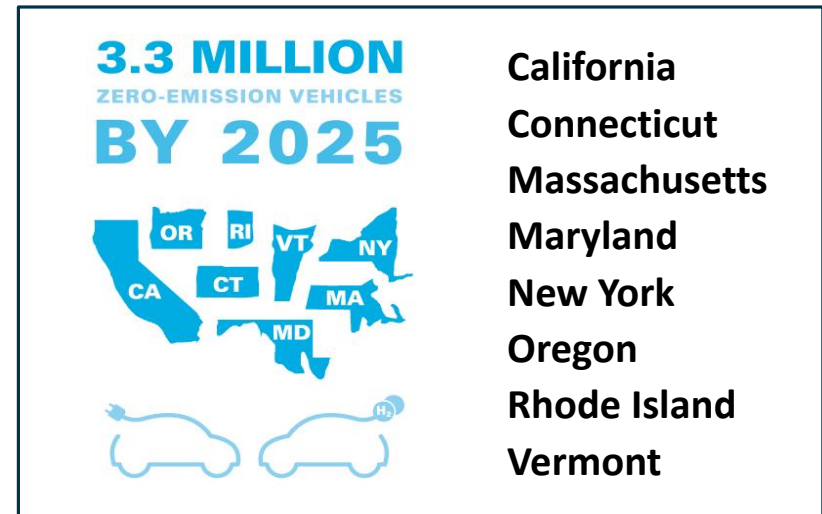 3.3 MILLION
ZERO-EMISSION VEHICLES
BY 2025
OR
RI
VT
NY
CA
CT
MA
MD
H₂
California
Connecticut
Massachusetts
Maryland
New York
Oregon
Rhode Island
Vermont